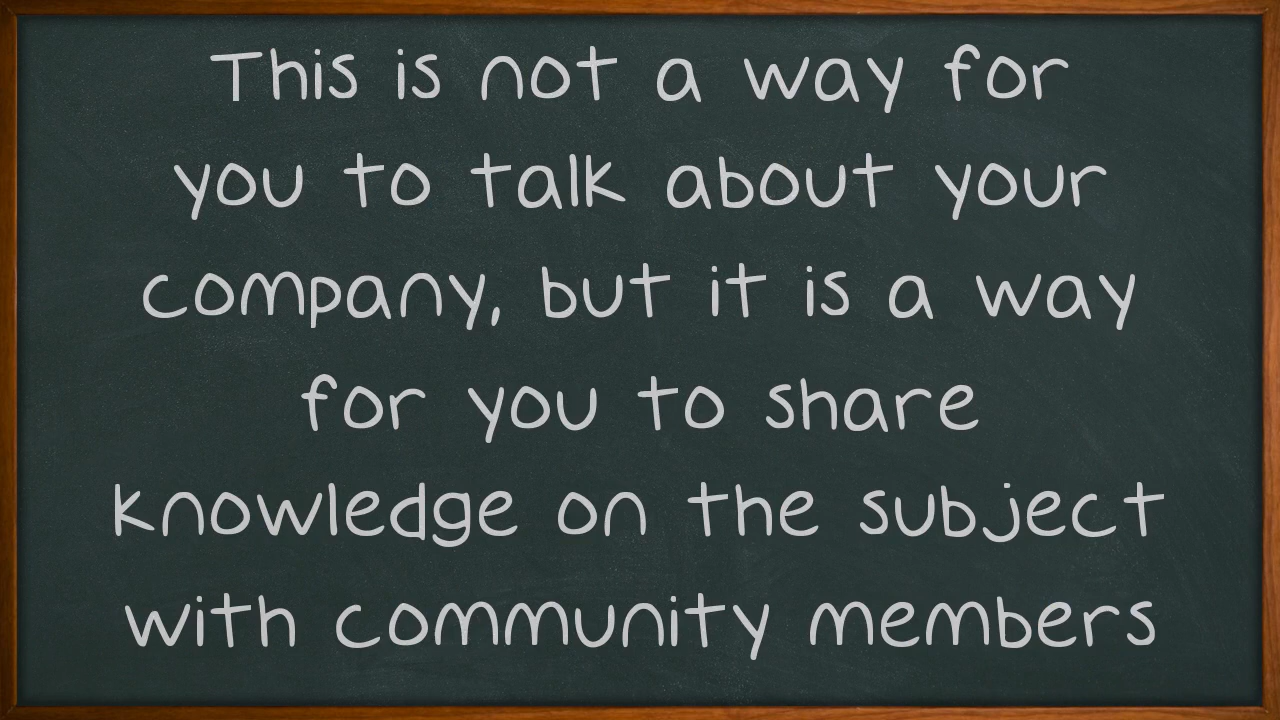 This is not a way for
you to talk about your
company, but it is a way
for you to share
knowledge on the subject
with community members